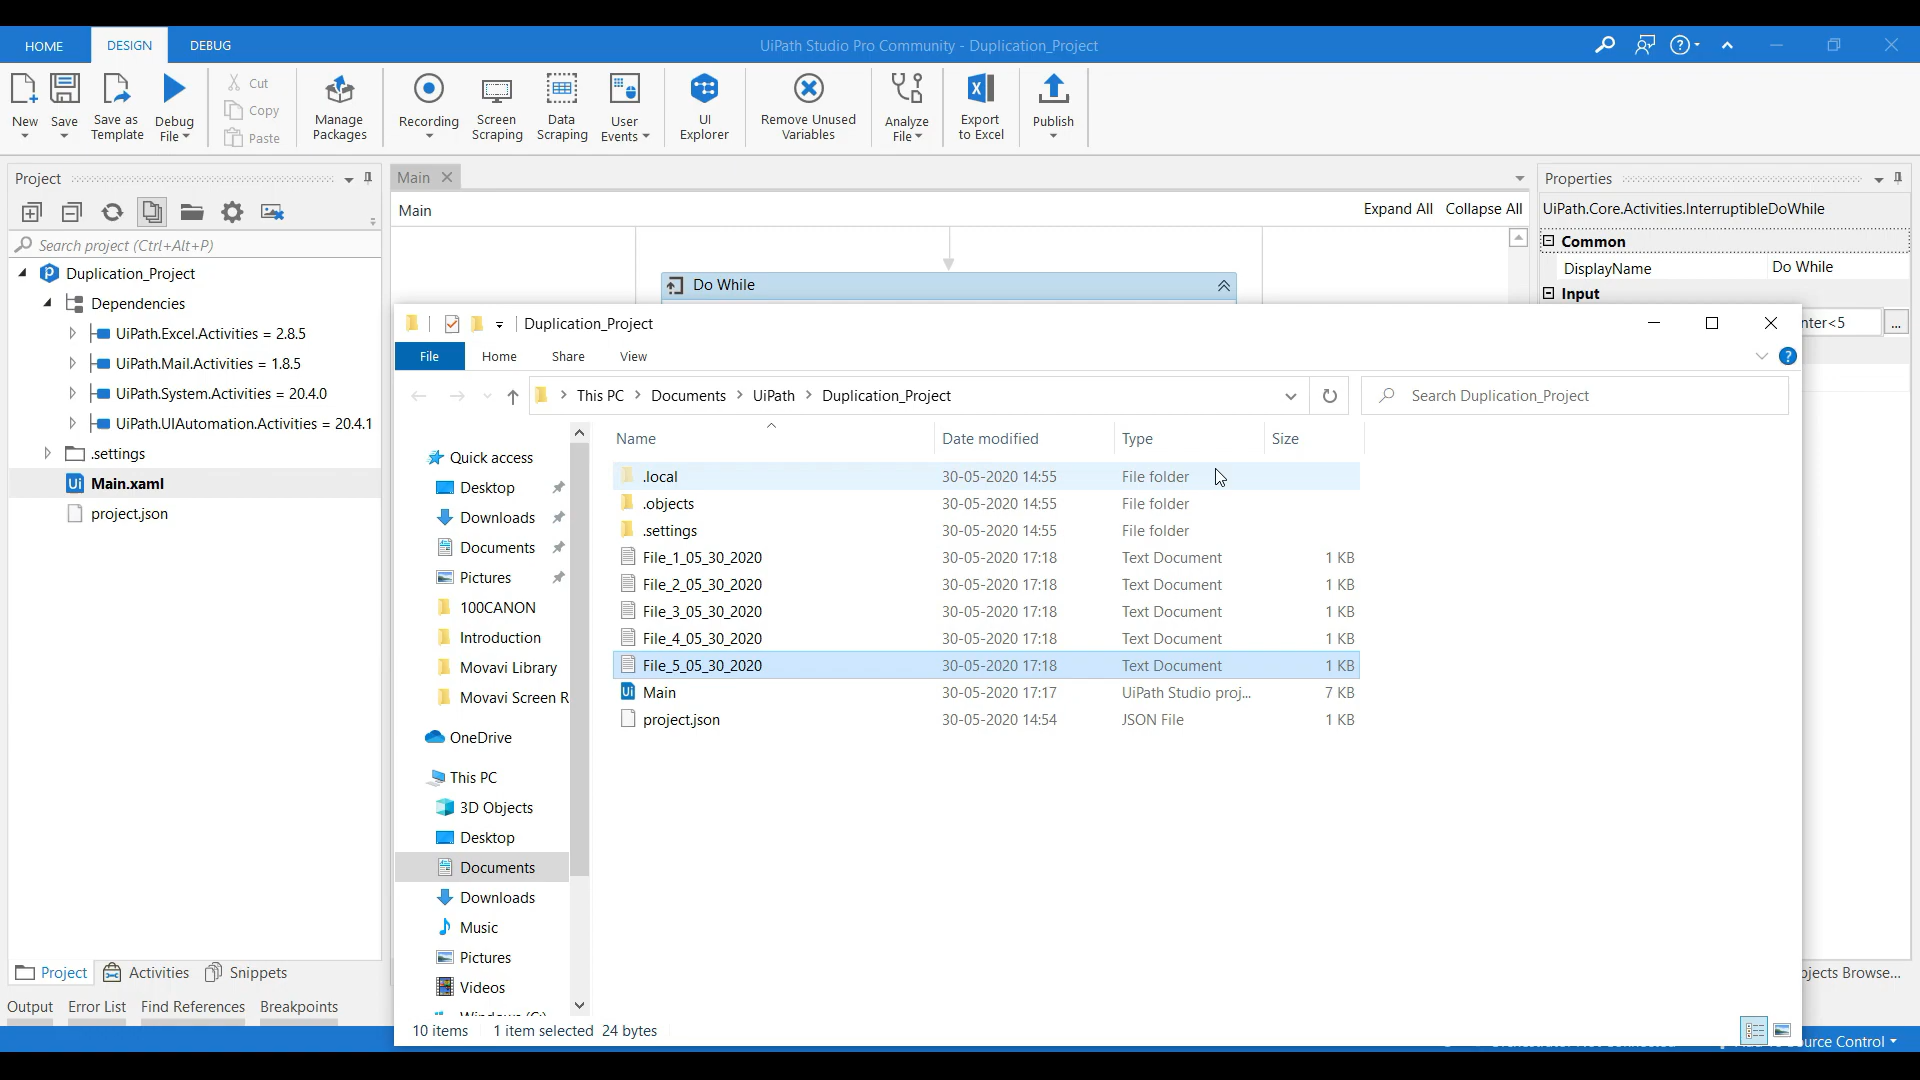 HOME
DESIGN
DEBUG
UiPath Studio Pro Community - Duplication_Project
New
Save
Save as Template
Debug File
Cut
Copy
Paste
Manage Packages
Recording
Screen Scraping
Data Scraping
User Events
UI Explorer
Remove Unused Variables
Analyze File
Export to Excel
Publish
Project
Search project (Ctrl+Alt+P)
Duplication_Project
Dependencies
UiPath.Excel.Activities = 2.8.5
UiPath.Mail.Activities = 1.8.5
UiPath.System.Activities = 20.4.0
UiPath.UIAutomation.Activities = 20.4.1
.settings
Main.xaml
project.json
Project
Activities
Snippets
Output
Error List
Find References
Breakpoints
Main
Main
Expand All
Collapse All
Do While
Properties
UiPath.Core.Activities.InterruptibleDoWhile
Common
DisplayName
Do While
Input
nter<5
...
Duplication_Project
File
Home
Share
View
This PC > Documents > UiPath > Duplication_Project
Search Duplication_Project
Quick access
Desktop
Downloads
Documents
Pictures
100CANON
Introduction
Movavi Library
Movavi Screen R
OneDrive
This PC
3D Objects
Desktop
Documents
Downloads
Music
Pictures
Videos
Name Date modified Type Size
.local 30-05-2020 14:55 File folder
.objects 30-05-2020 14:55 File folder
.settings 30-05-2020 14:55 File folder
File_1_05_30_2020 30-05-2020 17:18 Text Document 1 KB
File_2_05_30_2020 30-05-2020 17:18 Text Document 1 KB
File_3_05_30_2020 30-05-2020 17:18 Text Document 1 KB
File_4_05_30_2020 30-05-2020 17:18 Text Document 1 KB
File_5_05_30_2020 30-05-2020 17:18 Text Document 1 KB
Main 30-05-2020 17:17 UiPath Studio proj... 7 KB
project.json 30-05-2020 14:54 JSON File 1 KB
10 items
1 item selected 24 bytes
bjects Browse...
ource Control